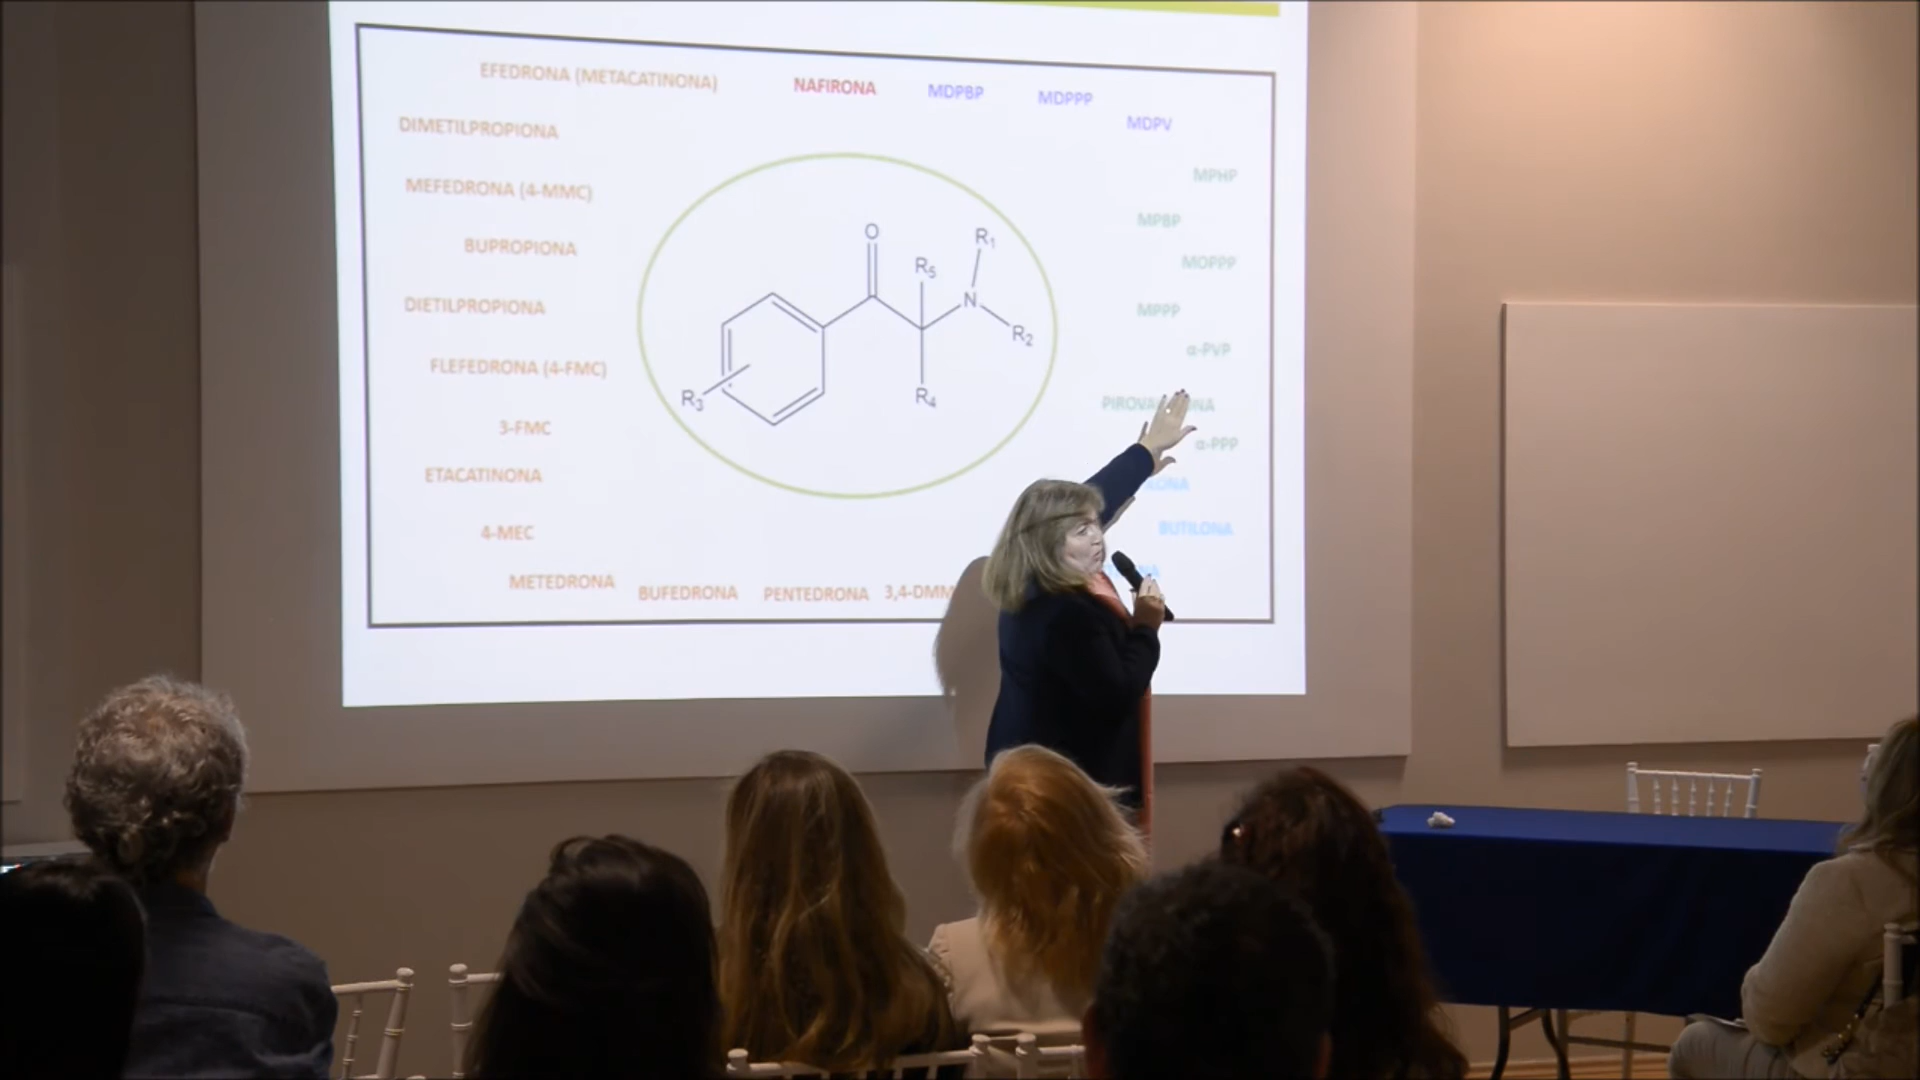 EFEDRONA (METACATINONA)
NAFIRONA
MDPBP
MDPPP
MDPV
DIMETILPROPIONA
MPHP
MEFEDRONA (4-MMC)
MPBP
BUPROPIONA
MOPPP
DIETILPROPIONA
MPPP
α-PVP
FLEFEDRONA (4-FMC)
3-FMC
α-PPP
ETACATINONA
4-MEC
BUTILONA
METEDRONA
BUFEDRONA
PENTEDRONA
O
R1
R5
N
R2
R4
R3